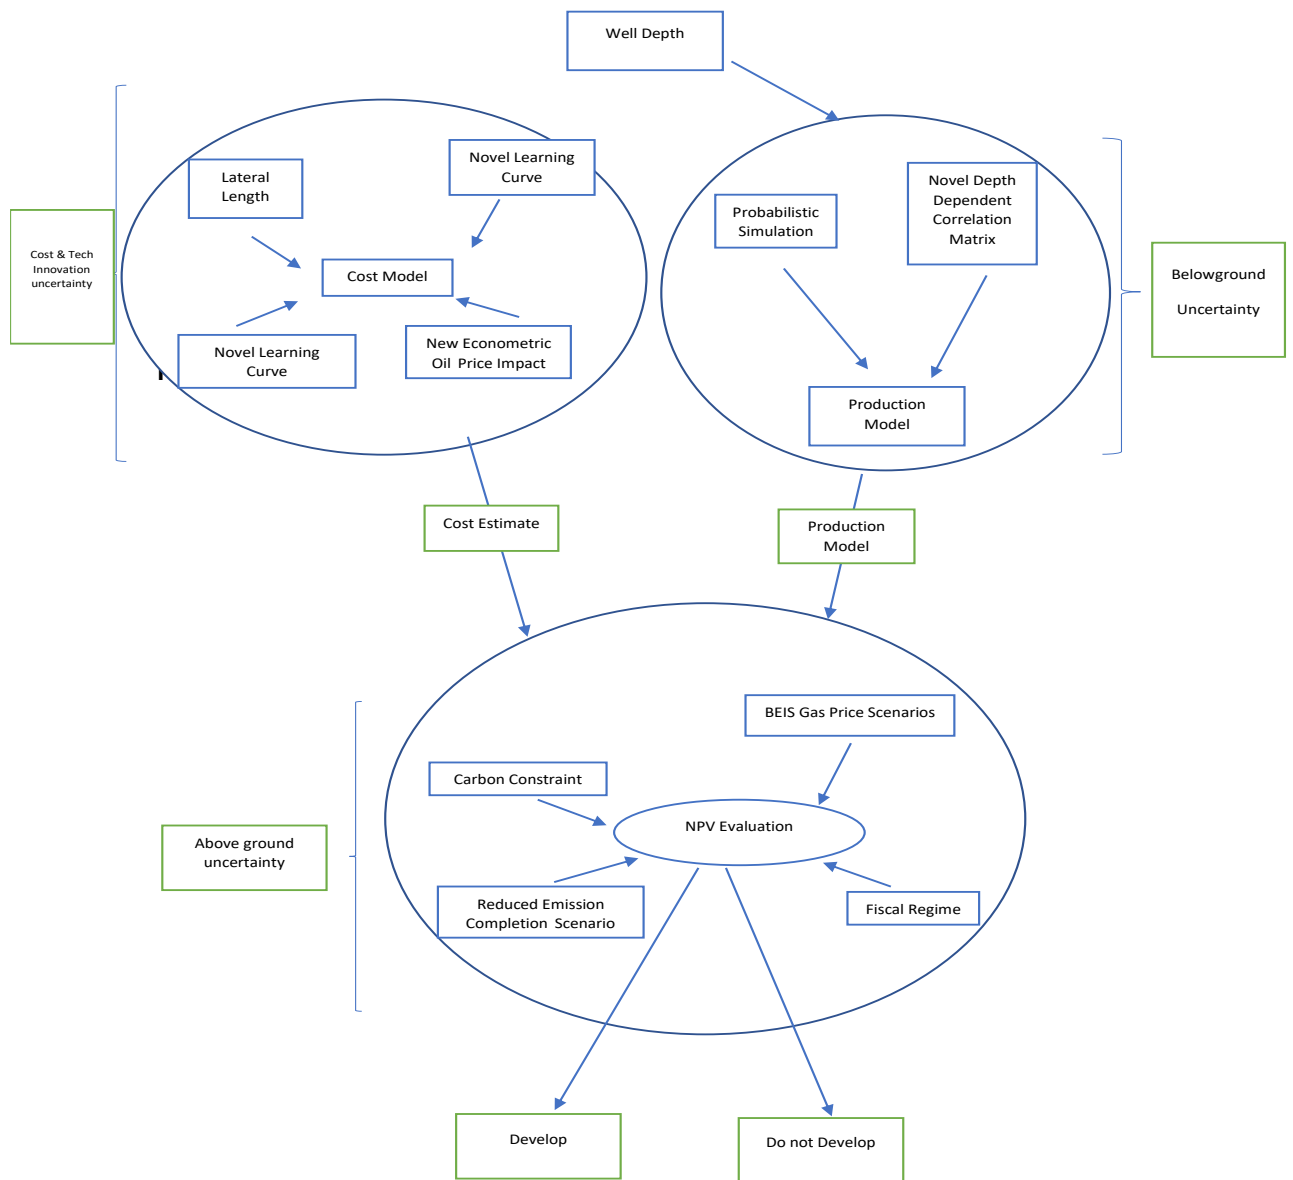 Well Depth
Novel Learning
Curve
Lateral
Length
Novel Depth
Dependent
Correlation
Matrix
Probabilistic
Simulation
Cost & Tech
Innovation
uncertainty
Cost Model
Belowground
Uncertainty
New Econometric
Oil Price Impact
Novel Learning
Curve
Production
Model
Cost Estimate
Production
Model
BEIS Gas Price Scenarios
Carbon Constraint
NPV Evaluation
Above ground
uncertainty
Reduced Emission
Completion Scenario
Fiscal Regime
Develop
Do not Develop